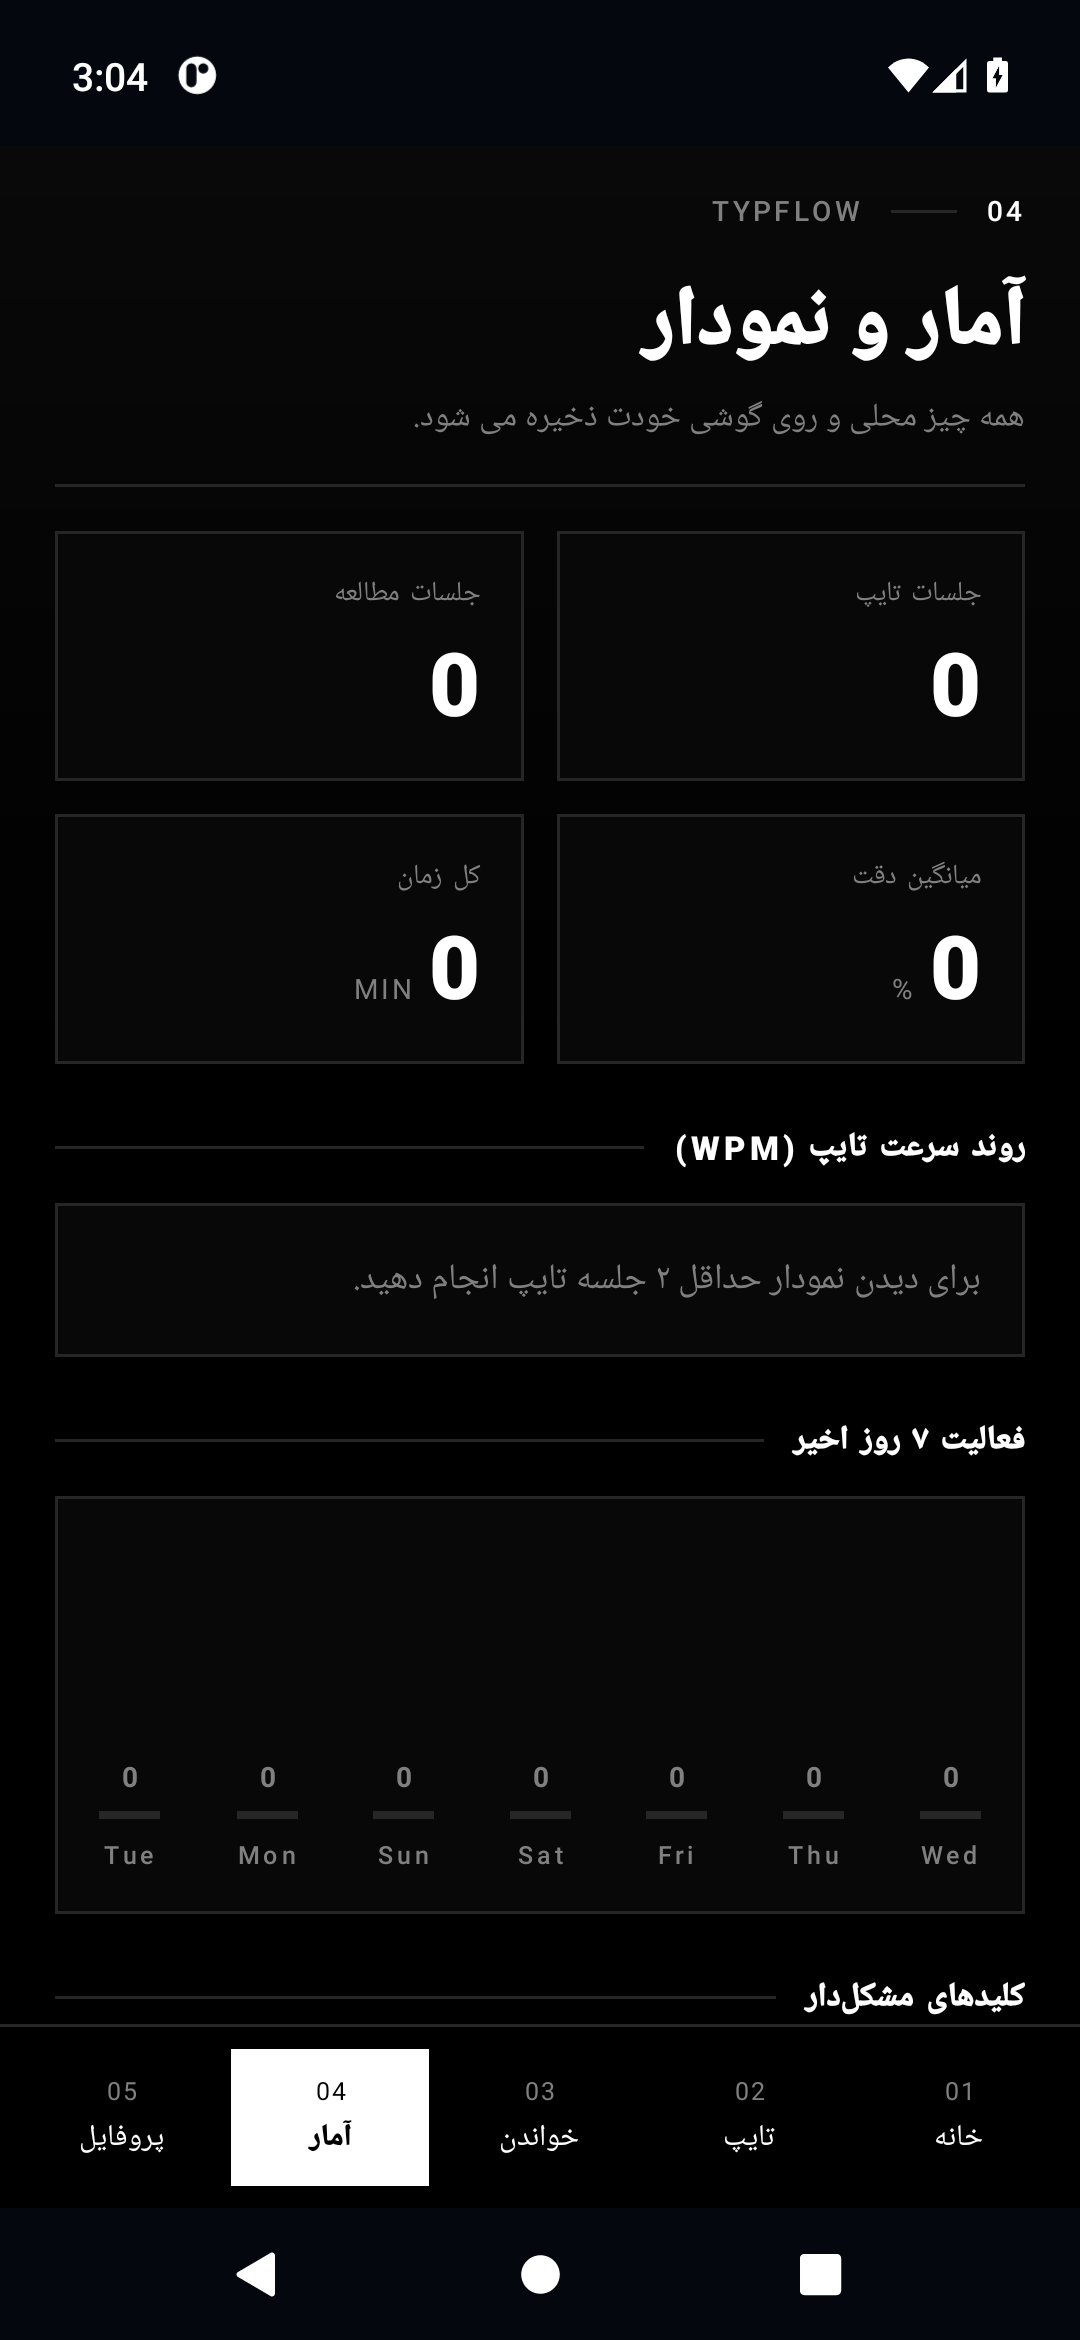 3:04
04 — TYPFLOW
آمار و نمودار
همه چیز محلی و روی گوشی خودت ذخیره می شود.
جلسات تایپ
0
جلسات مطالعه
0
میانگین دقت
0 %
کل زمان
0 MIN
روند سرعت تایپ (WPM)
برای دیدن نمودار حداقل ۲ جلسه تایپ انجام دهید.
فعالیت ۷ روز اخیر
0 0 0 0 0 0 0
Wed Thu Fri Sat Sun Mon Tue
کلیدهای مشکل‌دار
01 02 03 04 05
خانه تایپ خواندن آمار پروفایل